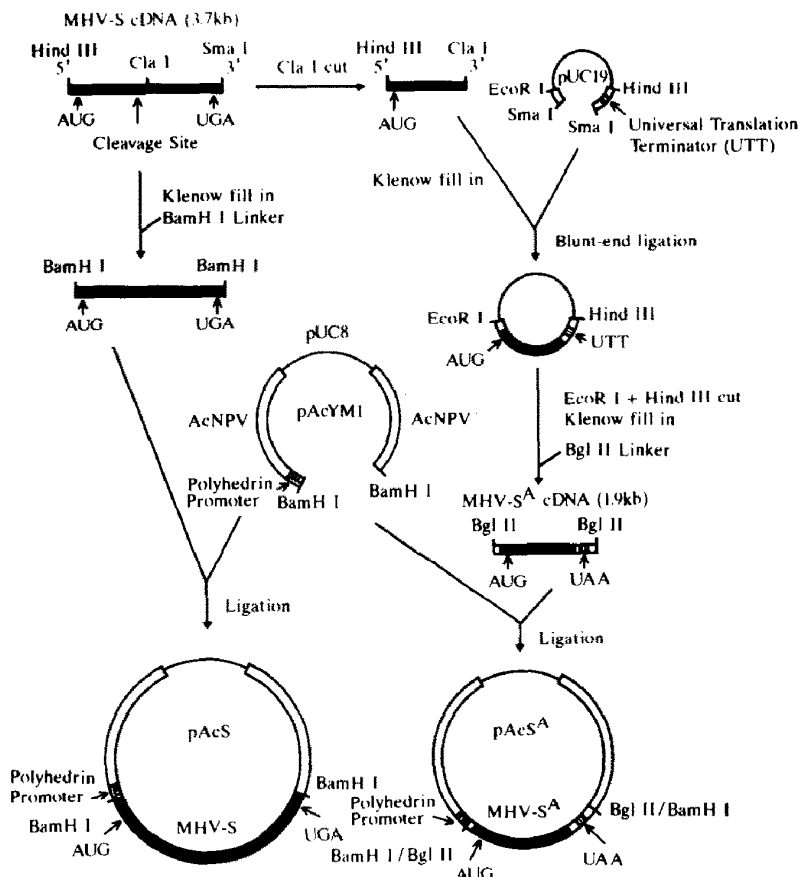 MHV-S cDNA (3.7kb)
Hind III
Cla I
Sma I
5'
3'
AUG
UGA
Cleavage Site
Cla I cut
Hind III
Cla I
5'
3'
AUG
pUC19
EcoR I
Hind III
Sma I
Sma I
Universal Translation
Terminator (UTT)
Klenow fill in
BamH I Linker
Klenow fill in
Blunt-end ligation
BamH I
BamH I
AUG
UGA
EcoR I
Hind III
AUG
UTT
pUC8
AcNPV
pAcYM1
AcNPV
Polyhedrin
Promoter
BamH I
BamH I
EcoR I + Hind III cut
Klenow fill in
Bgl II Linker
MHV-S^A cDNA (1.9kb)
Bgl II
Bgl II
AUG
UAA
Ligation
Ligation
pAcS
Polyhedrin
Promoter
BamH I
BamH I
AUG
MHV-S
UGA
pAcS^A
Polyhedrin
Promoter
MHV-S^A
Bgl II/BamH I
BamH I/Bgl II
AUG
UAA